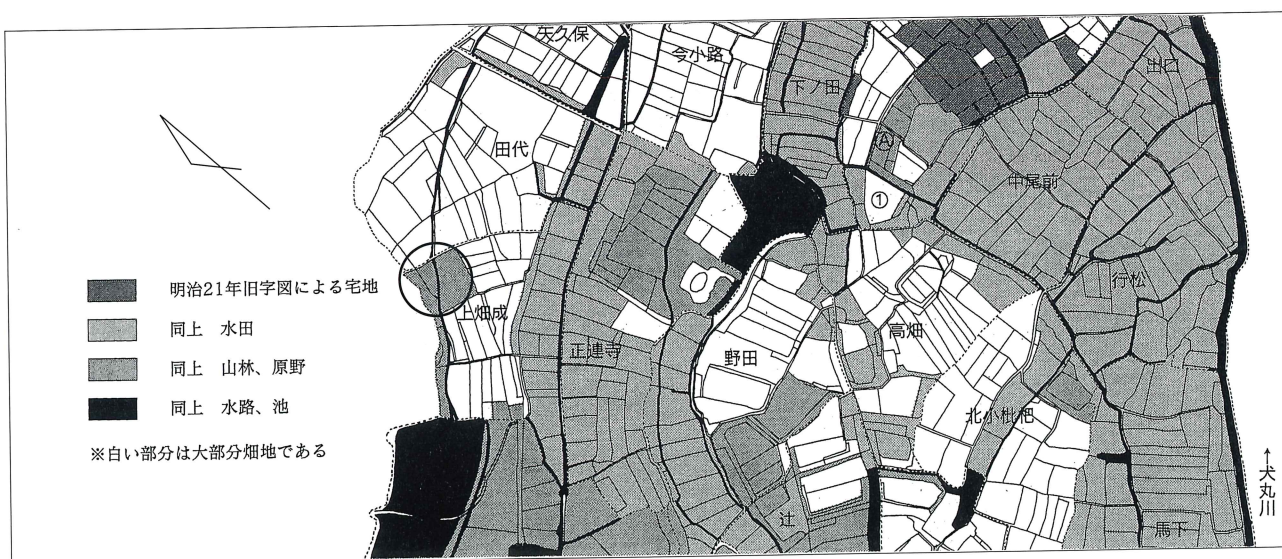 矢久保
今小路
下ノ田
出口
田代
(A)
中尾前
①
明治21年旧字図による宅地
同上 水田
同上 山林、原野
同上 水路、池
※白い部分は大部分畑地である
上畑成
正連寺
野田
高畑
行松
北小枇杷
辻
馬下
↑犬丸川